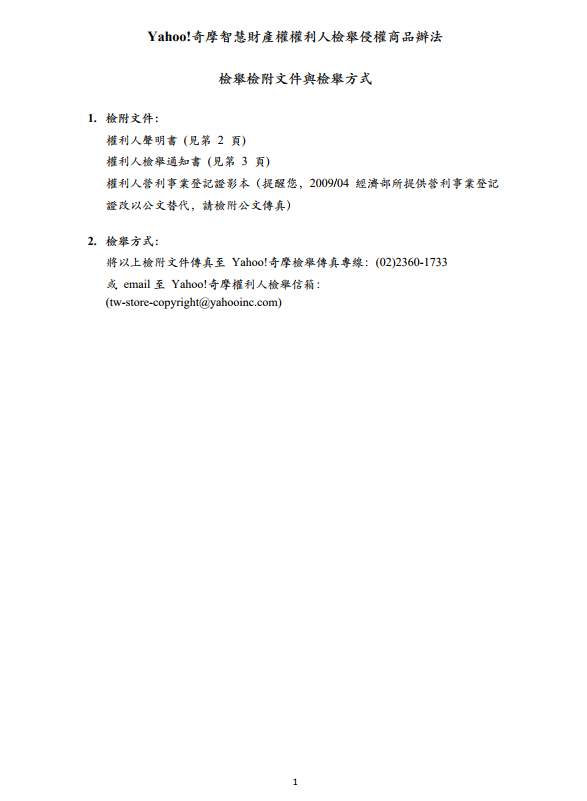 Yahoo!奇摩智慧財產權權利人檢舉侵權商品辦法
檢舉檢附文件與檢舉方式
1. 檢附文件：
權利人聲明書 (見第 2 頁)
權利人檢舉通知書 (見第 3 頁)
權利人營利事業登記證影本（提醒您，2009/04 經濟部所提供營利事業登記
證改以公文替代，請檢附公文傳真）
2. 檢舉方式：
將以上檢附文件傳真至 Yahoo!奇摩檢舉傳真專線：(02)2360-1733
或 email 至 Yahoo!奇摩權利人檢舉信箱：
(tw-store-copyright@yahooinc.com)
1